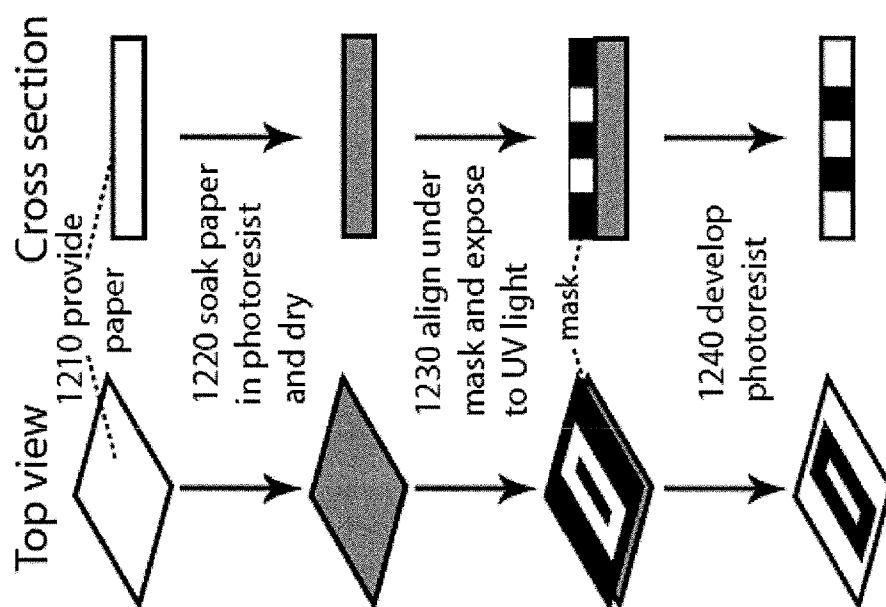 Top view
Cross section
1210 provide
paper
1220 soak paper
in photoresist
and dry
1230 align under
mask and expose
to UV light
mask
1240 develop
photoresist